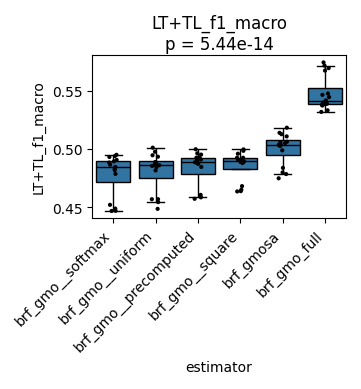 LT+TL_f1_macro
p = 5.44e-14
LT+TL_f1_macro
0.55
0.50
0.45
brf_gmo__softmax
brf_gmo__uniform
brf_gmo__precomputed
brf_gmo__square
brf_gmosa
brf_gmo_full
estimator